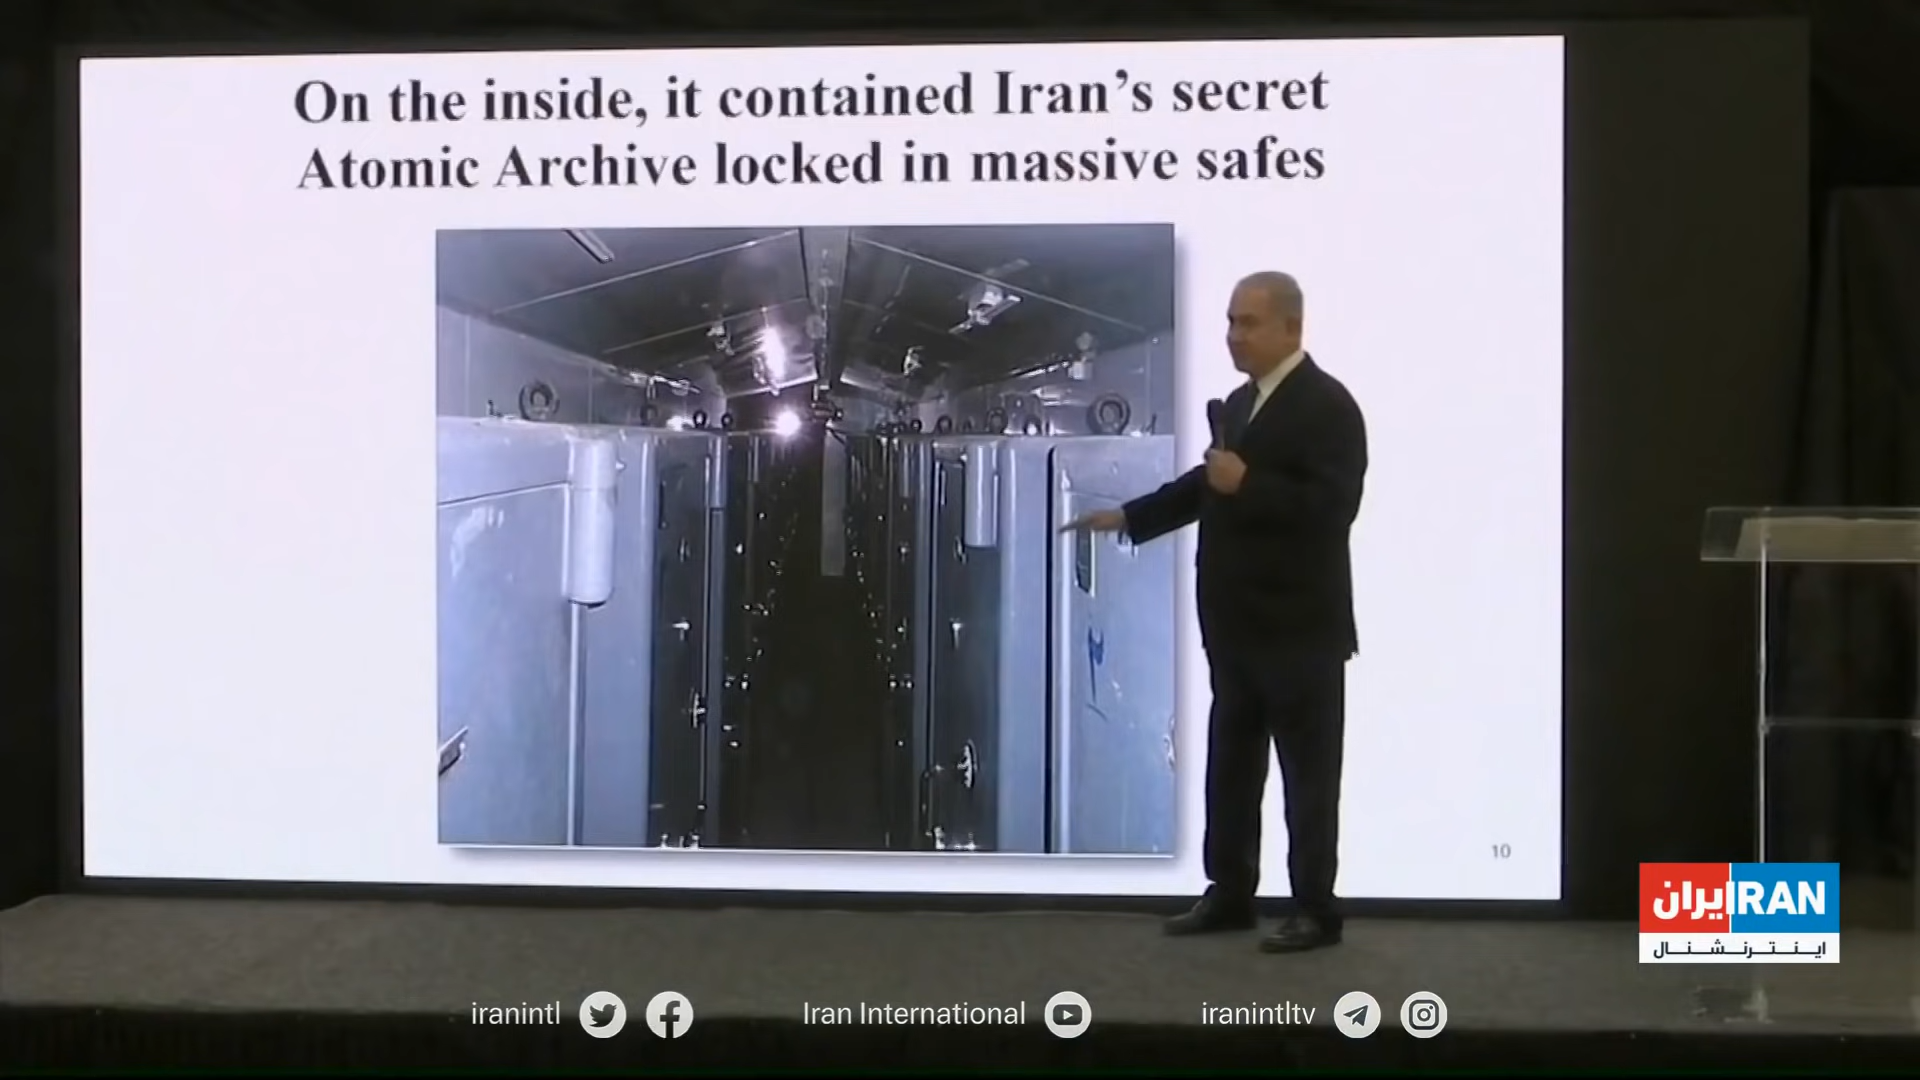 On the inside, it contained Iran's secret
Atomic Archive locked in massive safes
10
ایران IRAN
اینترنشنال
iranintl
Iran International
iranintltv